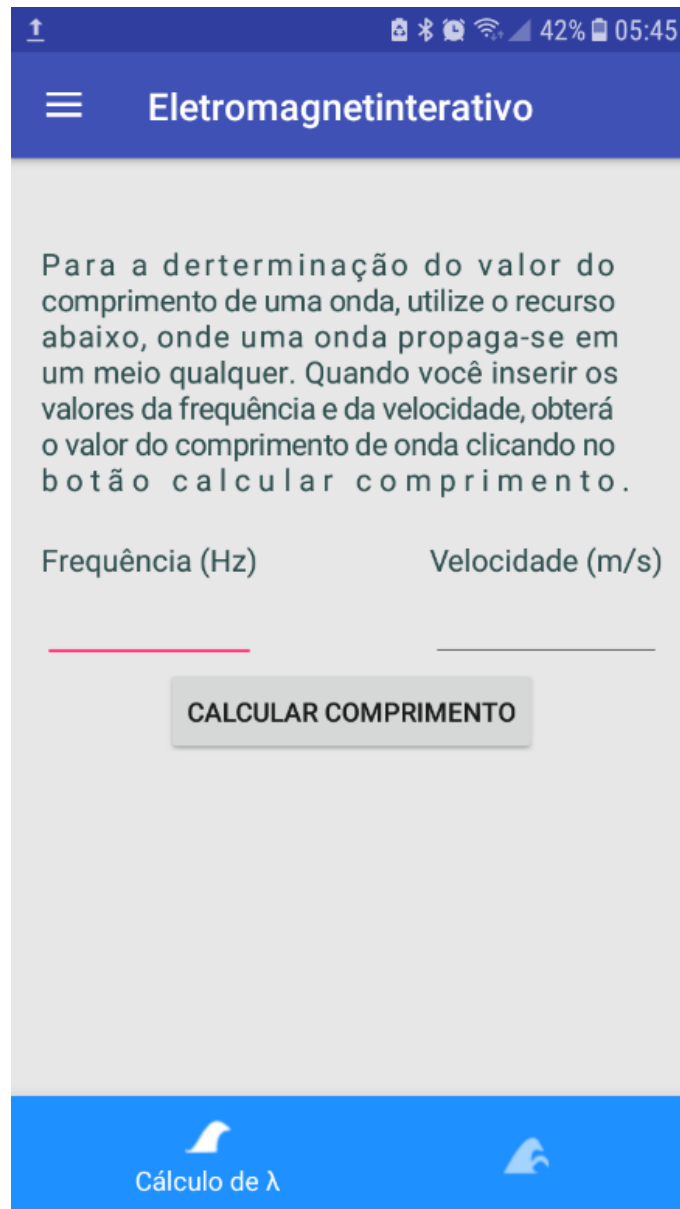 42% 05:45
Eletromagnetinterativo
Para a derterminação do valor do
comprimento de uma onda, utilize o recurso
abaixo, onde uma onda propaga-se em
um meio qualquer. Quando você inserir os
valores da frequência e da velocidade, obterá
o valor do comprimento de onda clicando no
botão calcular comprimento.
Frequência (Hz) Velocidade (m/s)
CALCULAR COMPRIMENTO
Cálculo de λ